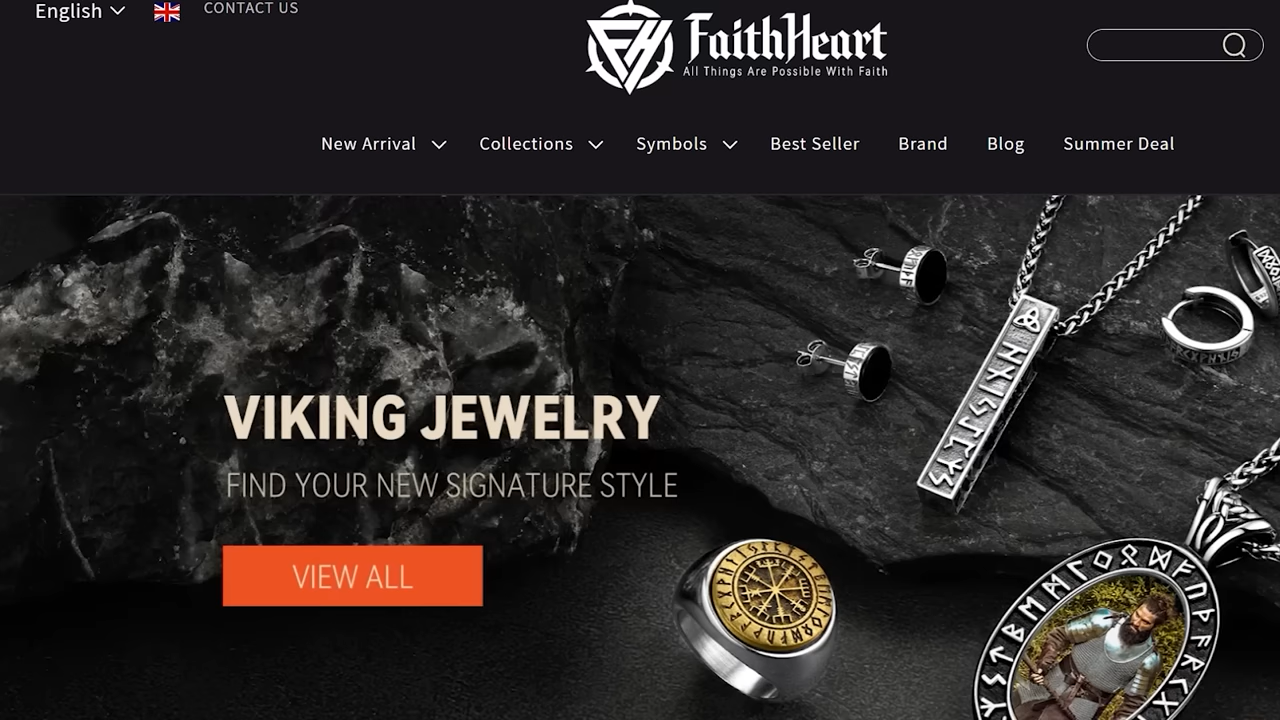 English
CONTACT US
FaithHeart
All Things Are Possible With Faith
New Arrival
Collections
Symbols
Best Seller
Brand
Blog
Summer Deal
VIKING JEWELRY
FIND YOUR NEW SIGNATURE STYLE
VIEW ALL